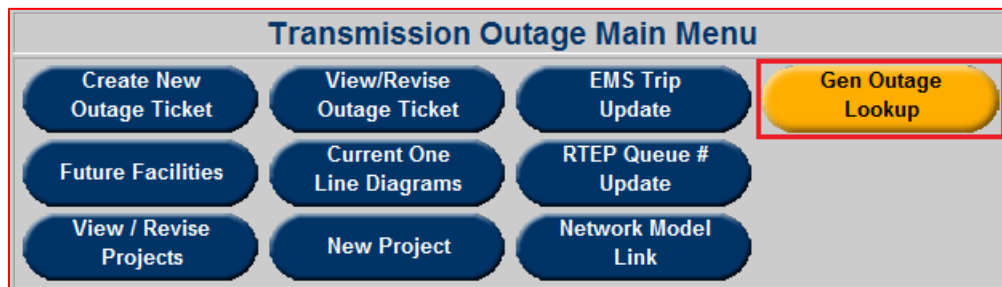 Transmission Outage Main Menu
Create New
Outage Ticket
View/Revise
Outage Ticket
EMS Trip
Update
Gen Outage
Lookup
Future Facilities
Current One
Line Diagrams
RTEP Queue #
Update
View / Revise
Projects
New Project
Network Model
Link